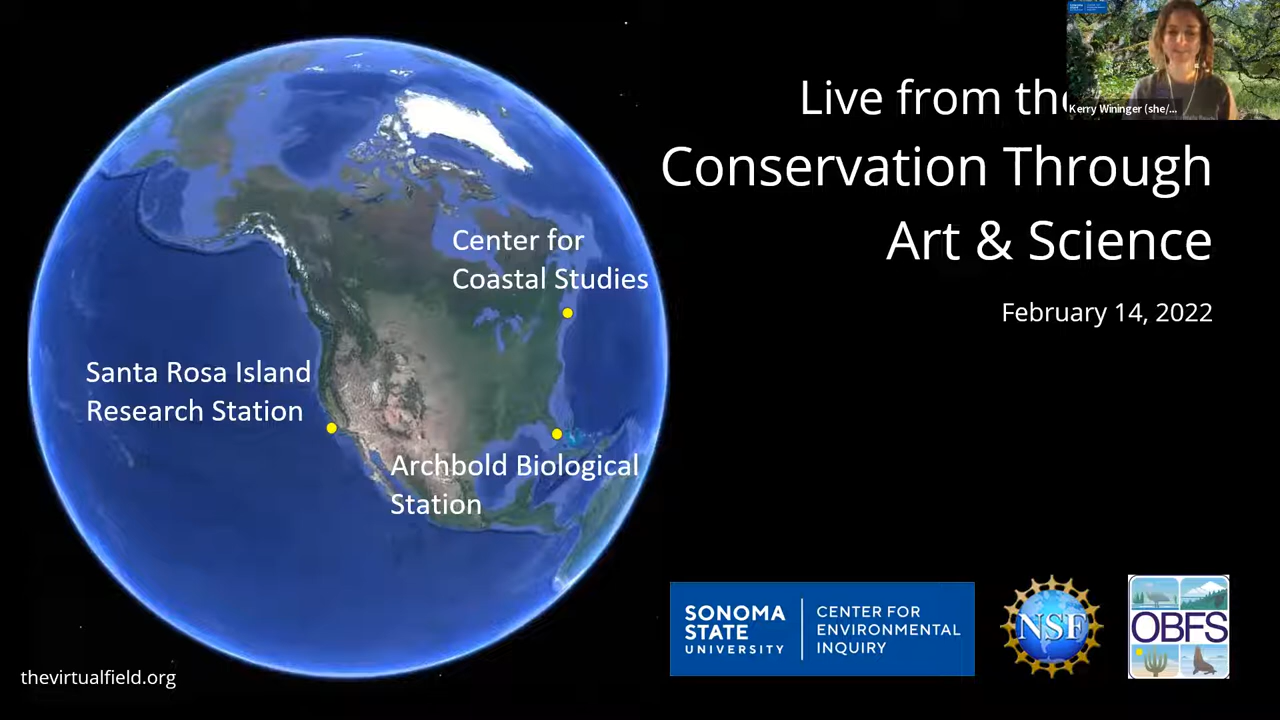 Live from the
Conservation Through
Art & Science
February 14, 2022
Kerry Wininger (she/...
Center for
Coastal Studies
Santa Rosa Island
Research Station
Archbold Biological
Station
SONOMA
STATE
UNIVERSITY
CENTER FOR
ENVIRONMENTAL
INQUIRY
NSF
OBFS
thevirtualfield.org